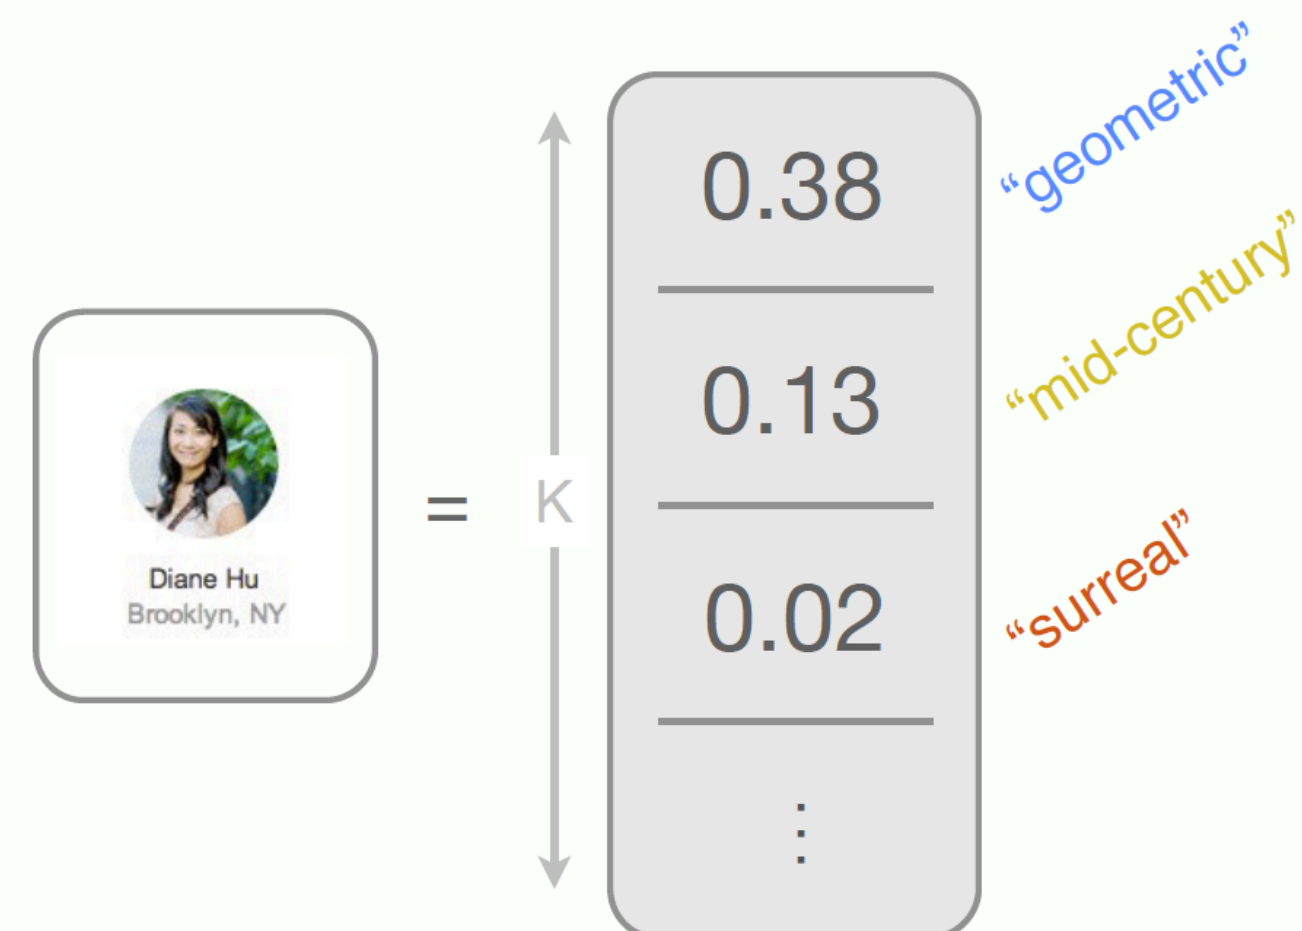 Diane Hu
Brooklyn, NY
=
K
0.38
“geometric”
0.13
“mid-century”
0.02
“surreal”
⋮